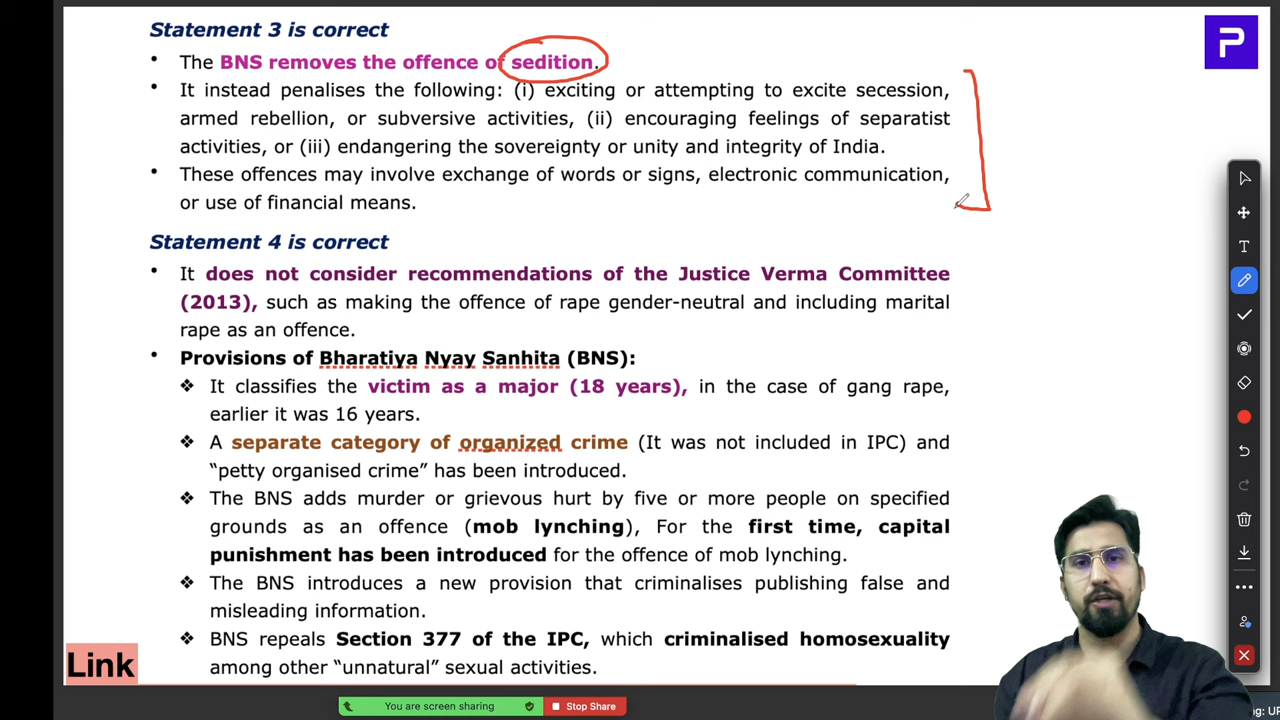 Statement 3 is correct
• The BNS removes the offence of sedition.
• It instead penalises the following: (i) exciting or attempting to excite secession,
armed rebellion, or subversive activities, (ii) encouraging feelings of separatist
activities, or (iii) endangering the sovereignty or unity and integrity of India.
• These offences may involve exchange of words or signs, electronic communication,
or use of financial means.
Statement 4 is correct
• It does not consider recommendations of the Justice Verma Committee
(2013), such as making the offence of rape gender-neutral and including marital
rape as an offence.
• Provisions of Bharatiya Nyay Sanhita (BNS):
❖ It classifies the victim as a major (18 years), in the case of gang rape,
earlier it was 16 years.
❖ A separate category of organized crime (It was not included in IPC) and
“petty organised crime” has been introduced.
❖ The BNS adds murder or grievous hurt by five or more people on specified
grounds as an offence (mob lynching), For the first time, capital
punishment has been introduced for the offence of mob lynching.
❖ The BNS introduces a new provision that criminalises publishing false and
misleading information.
❖ BNS repeals Section 377 of the IPC, which criminalised homosexuality
among other “unnatural” sexual activities.
Link
P
T
You are screen sharing
Stop Share